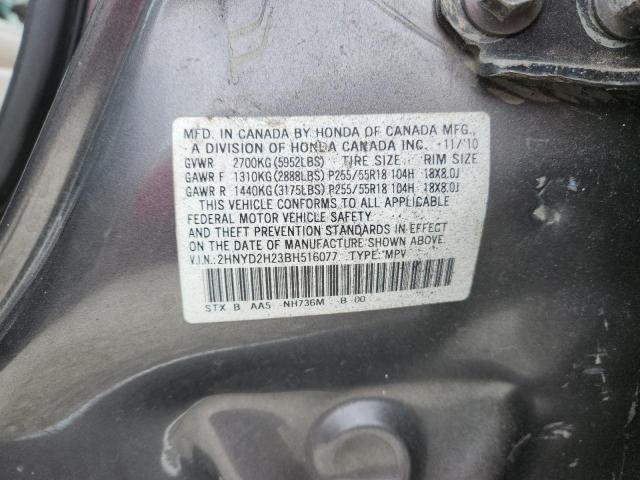 MFD. IN CANADA BY HONDA OF CANADA MFG.,
A DIVISION OF HONDA CANADA INC. 11/'10
GVWR 2700KG(5952LBS) TIRE SIZE RIM SIZE
GAWR F 1310KG(2888LBS)P255/55R18 104H 18X8.0J
GAWR R 1440KG(3175LBS)P255/55R18 104H 18X8.0J
THIS VEHICLE CONFORMS TO ALL APPLICABLE
FEDERAL MOTOR VEHICLE SAFETY
AND THEFT PREVENTION STANDARDS IN EFFECT
ON THE DATE OF MANUFACTURE SHOWN ABOVE.
V.I.N.: 2HNYD2H23BH516077 TYPE: MPV
STX B AA5 NH736M B 00